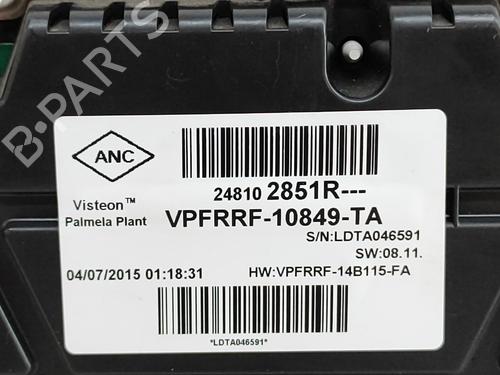 B-PARTS
ANC
24810 2851R---
Visteon™
Palmela Plant
VPFRRF-10849-TA
S/N:LDTA046591
SW:08.11.
04/07/2015 01:18:31
HW:VPFRRF-14B115-FA
*LDTA046591*